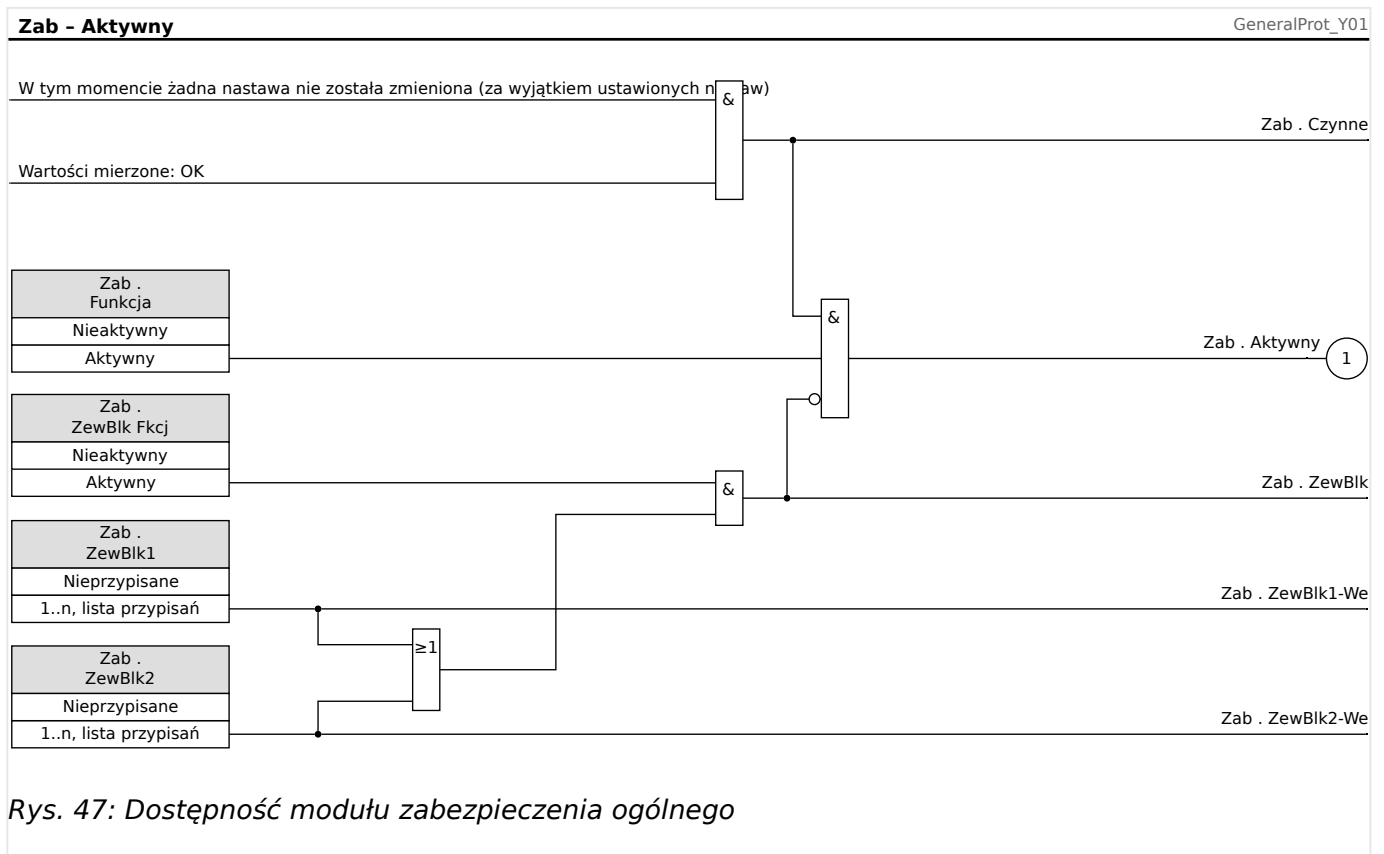 Zab – Aktywny
GeneralProt_Y01
W tym momencie żadna nastawa nie została zmieniona (za wyjątkiem ustawionych n aw)
&
Zab . Czynne
Wartości mierzone: OK
Zab .
Funkcja
Nieaktywny
Aktywny
&
Zab . Aktywny
1
Zab .
ZewBlk Fkcj
Nieaktywny
Aktywny
&
Zab . ZewBlk
Zab .
ZewBlk1
Nieprzypisane
1..n, lista przypisań
Zab . ZewBlk1-We
≥1
Zab .
ZewBlk2
Nieprzypisane
1..n, lista przypisań
Zab . ZewBlk2-We
Rys. 47: Dostępność modułu zabezpieczenia ogólnego